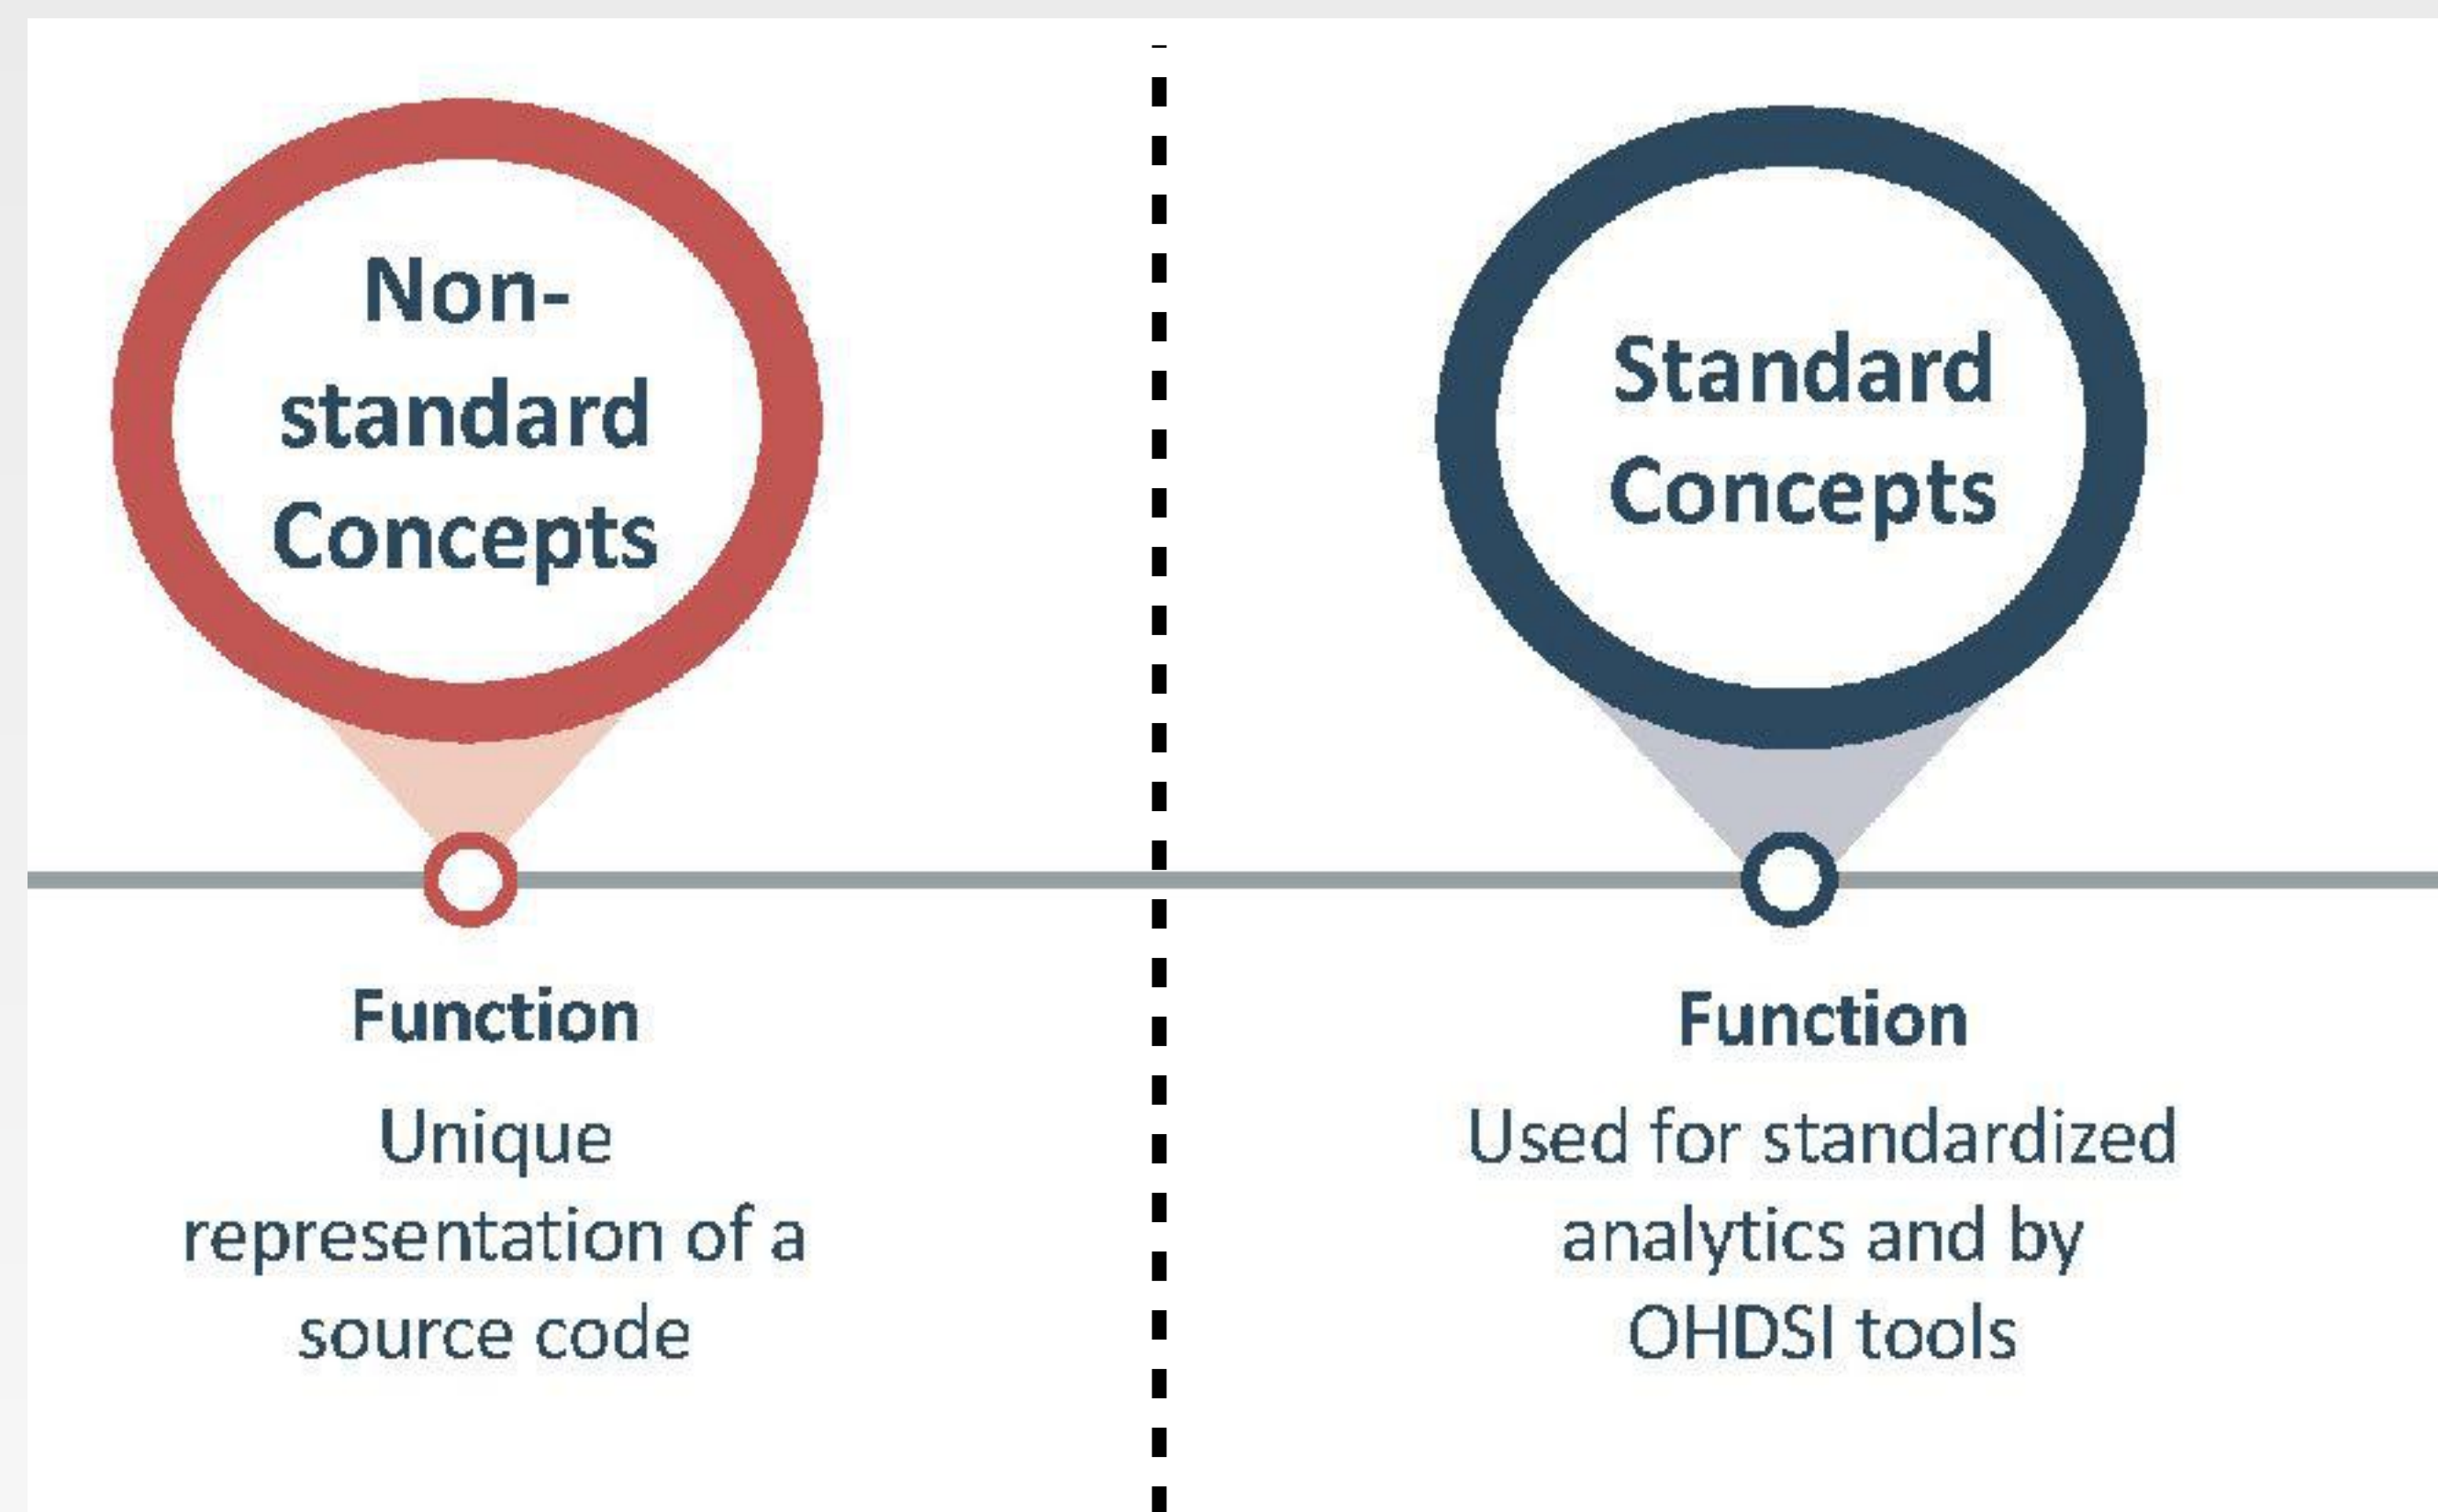 Non-
standard
Concepts
Function
Unique
representation of a
source code
Standard
Concepts
Function
Used for standardized
analytics and by
OHDSI tools